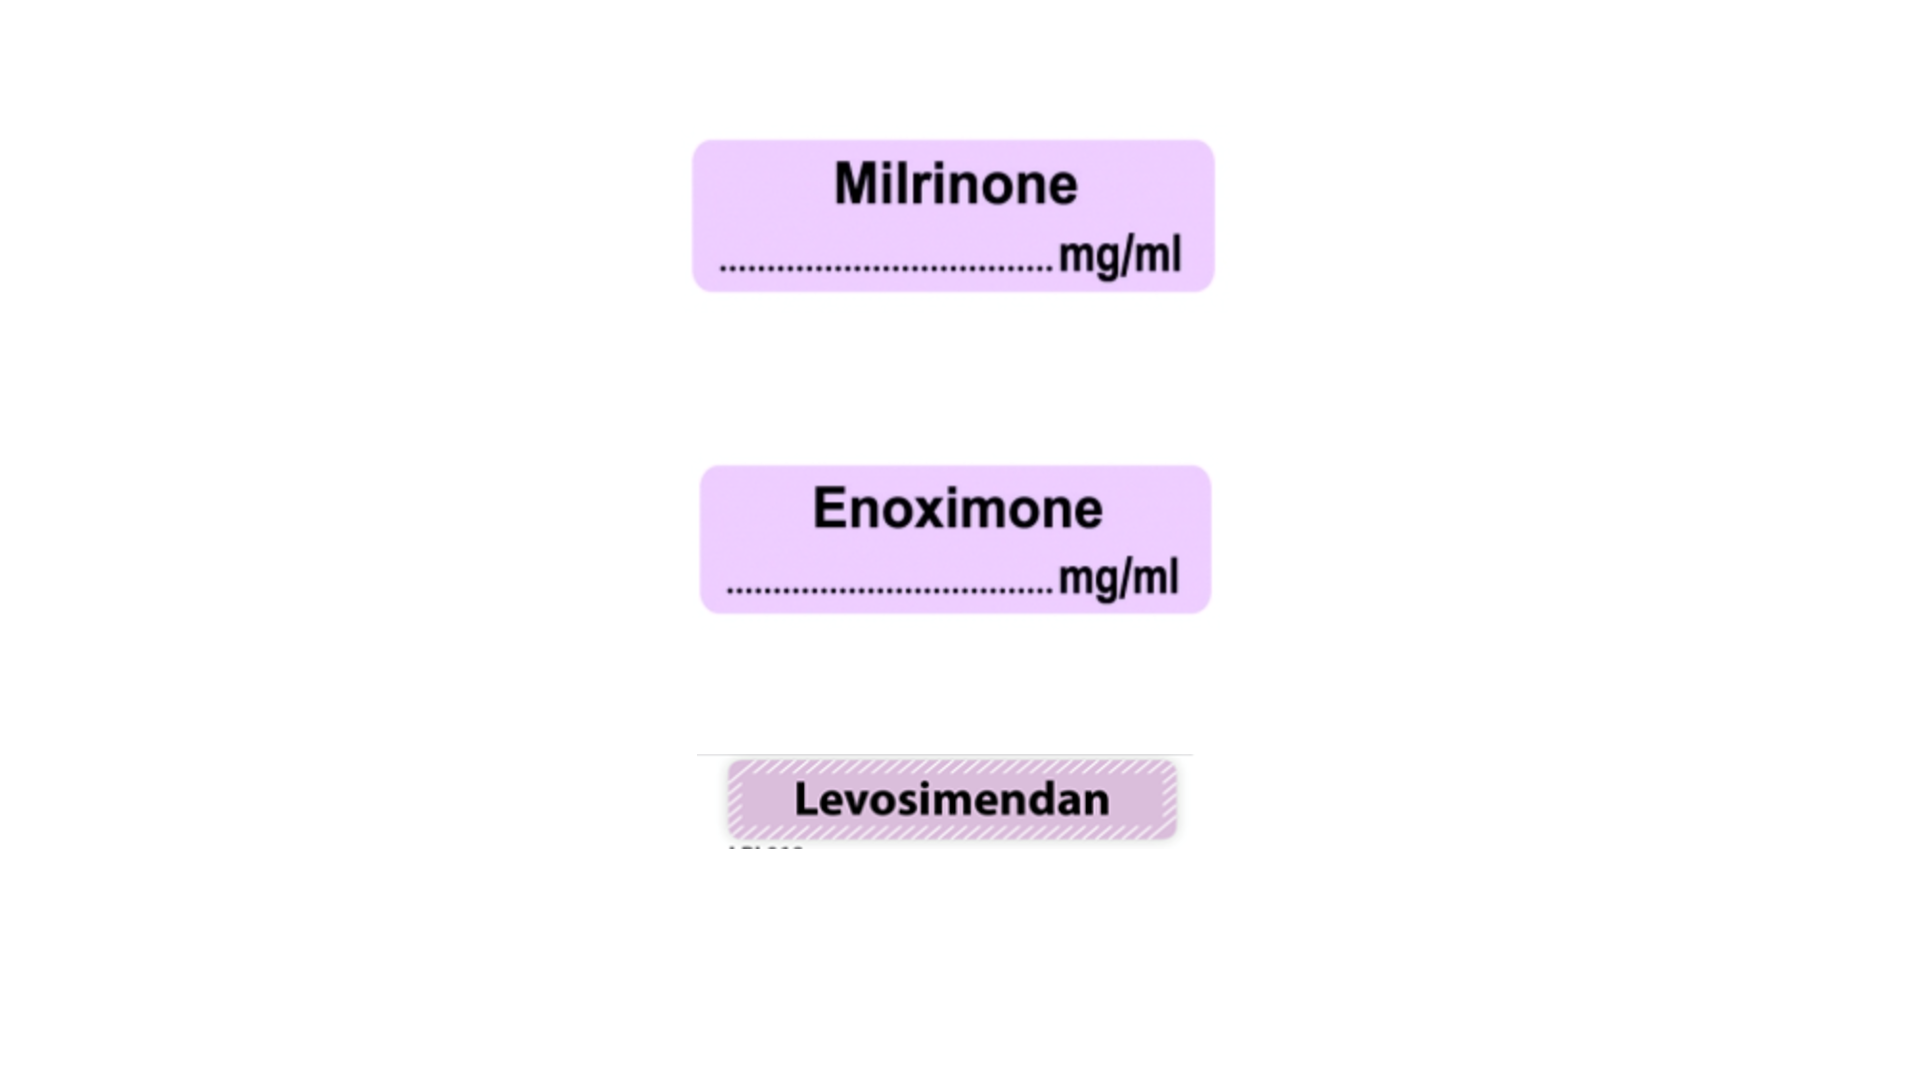 Milrinone
..................................mg/ml
Enoximone
..................................mg/ml
Levosimendan